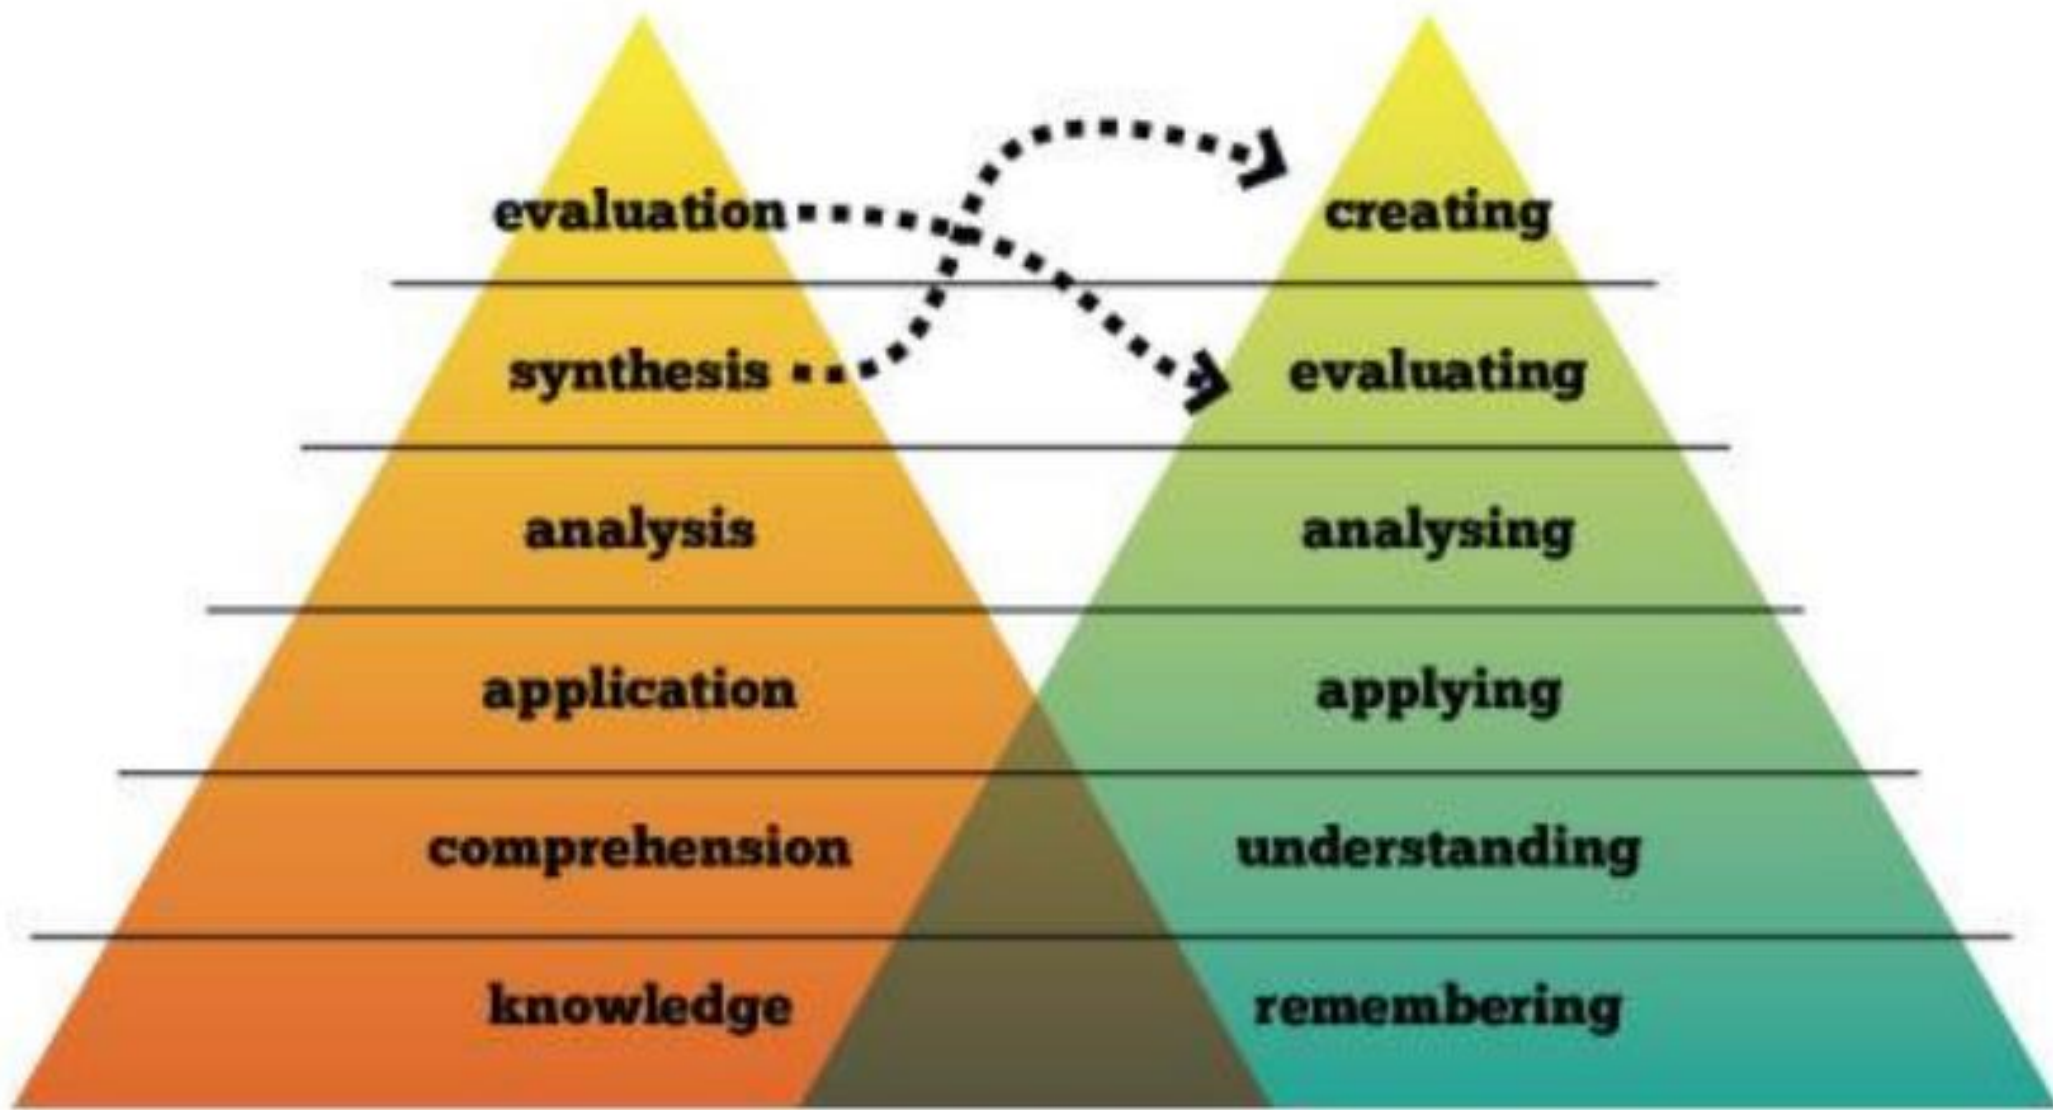 evaluation creating
synthesis evaluating
analysis analysing
application applying
comprehension understanding
knowledge remembering